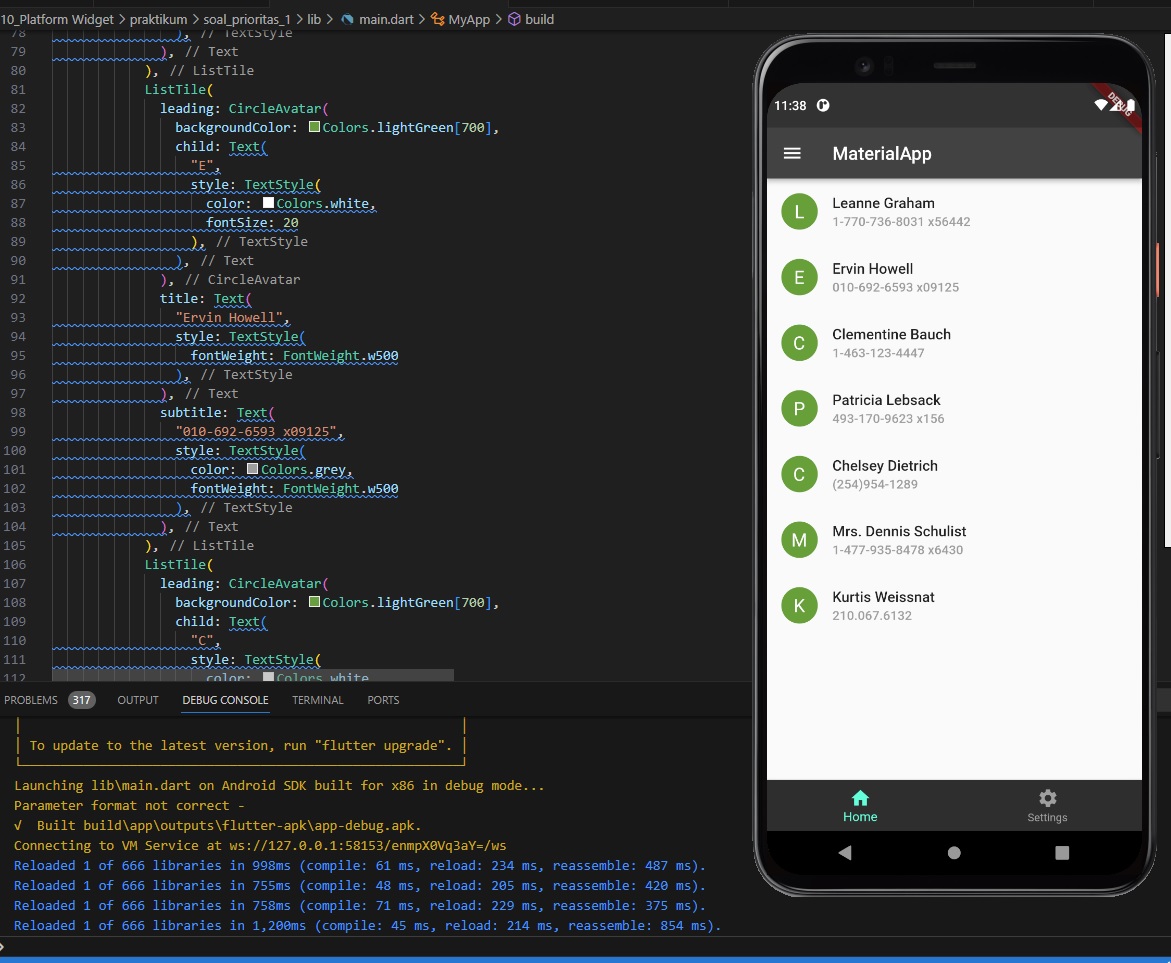 10_Platform Widget > praktikum > soal_prioritas_1 > lib > main.dart > MyApp > build
78 ), // TextStyle
79 ), // Text
80 ), // ListTile
81 ListTile(
82 leading: CircleAvatar(
83 backgroundColor: Colors.lightGreen[700],
84 child: Text(
85 "E",
86 style: TextStyle(
87 color: Colors.white,
88 fontSize: 20
89 ), // TextStyle
90 ), // Text
91 ), // CircleAvatar
92 title: Text(
93 "Ervin Howell",
94 style: TextStyle(
95 fontWeight: FontWeight.w500
96 ), // TextStyle
97 ), // Text
98 subtitle: Text(
99 "010-692-6593 x09125",
100 style: TextStyle(
101 color: Colors.grey,
102 fontWeight: FontWeight.w500
103 ), // TextStyle
104 ), // Text
105 ), // ListTile
106 ListTile(
107 leading: CircleAvatar(
108 backgroundColor: Colors.lightGreen[700],
109 child: Text(
110 "C",
111 style: TextStyle(
112 color: Colors.white
PROBLEMS 317 OUTPUT DEBUG CONSOLE TERMINAL PORTS
To update to the latest version, run "flutter upgrade".
Launching lib\main.dart on Android SDK built for x86 in debug mode...
Parameter format not correct -
√ Built build\app\outputs\flutter-apk\app-debug.apk.
Connecting to VM Service at ws://127.0.0.1:58153/enmpX0Vq3aY=/ws
Reloaded 1 of 666 libraries in 998ms (compile: 61 ms, reload: 234 ms, reassemble: 487 ms).
Reloaded 1 of 666 libraries in 755ms (compile: 48 ms, reload: 205 ms, reassemble: 420 ms).
Reloaded 1 of 666 libraries in 758ms (compile: 71 ms, reload: 229 ms, reassemble: 375 ms).
Reloaded 1 of 666 libraries in 1,200ms (compile: 45 ms, reload: 214 ms, reassemble: 854 ms).
11:38
DEBUG
MaterialApp
L
Leanne Graham
1-770-736-8031 x56442
E
Ervin Howell
010-692-6593 x09125
C
Clementine Bauch
1-463-123-4447
P
Patricia Lebsack
493-170-9623 x156
C
Chelsey Dietrich
(254)954-1289
M
Mrs. Dennis Schulist
1-477-935-8478 x6430
K
Kurtis Weissnat
210.067.6132
Home
Settings